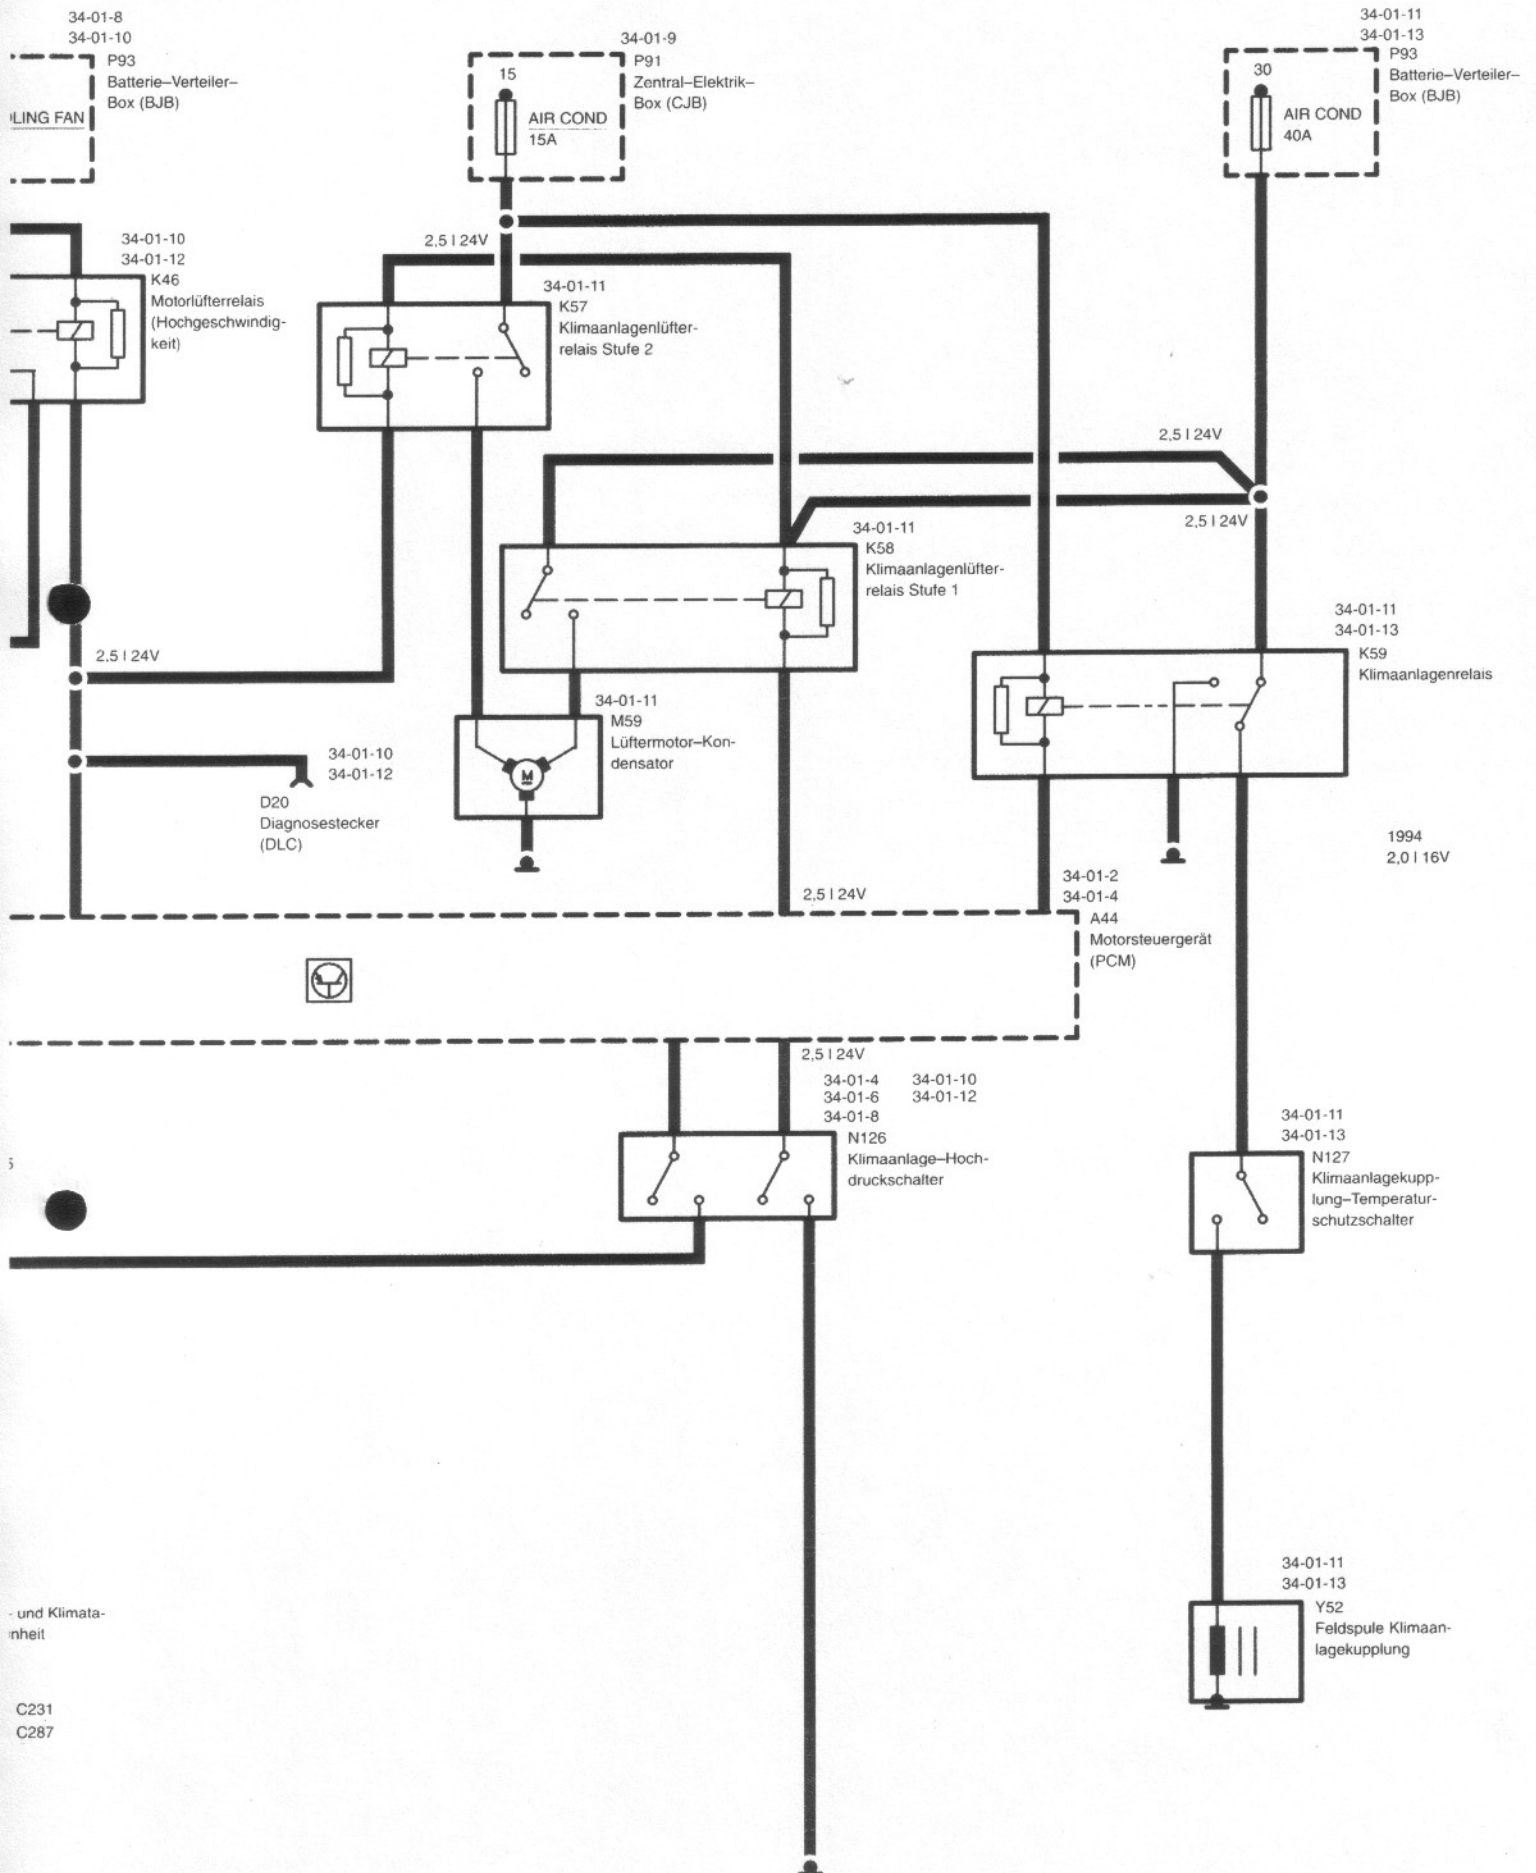 34-01-8
34-01-10
P93
Batterie–Verteiler–
Box (BJB)
LING FAN
34-01-9
P91
Zentral–Elektrik–
Box (CJB)
15
AIR COND
15A
34-01-11
34-01-13
P93
Batterie–Verteiler–
Box (BJB)
30
AIR COND
40A
34-01-10
34-01-12
K46
Motorlüfterrelais
(Hochgeschwindig-
keit)
2,5 l 24V
34-01-11
K57
Klimaanlagenlüfter-
relais Stufe 2
2,5 l 24V
2,5 l 24V
34-01-11
K58
Klimaanlagenlüfter-
relais Stufe 1
34-01-11
34-01-13
K59
Klimaanlagenrelais
2.5 l 24V
34-01-11
M59
Lüftermotor–Kon-
densator
M
34-01-10
34-01-12
D20
Diagnosestecker
(DLC)
1994
2,0 l 16V
2,5 l 24V
34-01-2
34-01-4
A44
Motorsteuergerät
(PCM)
2,5 l 24V
34-01-4 34-01-10
34-01-6 34-01-12
34-01-8
N126
Klimaanlage–Hoch-
druckschalter
34-01-11
34-01-13
N127
Klimaanlagekupp-
lung–Temperatur-
schutzschalter
34-01-11
34-01-13
Y52
Feldspule Klimaan-
lagekupplung
- und Klimata-
nheit
C231
C287